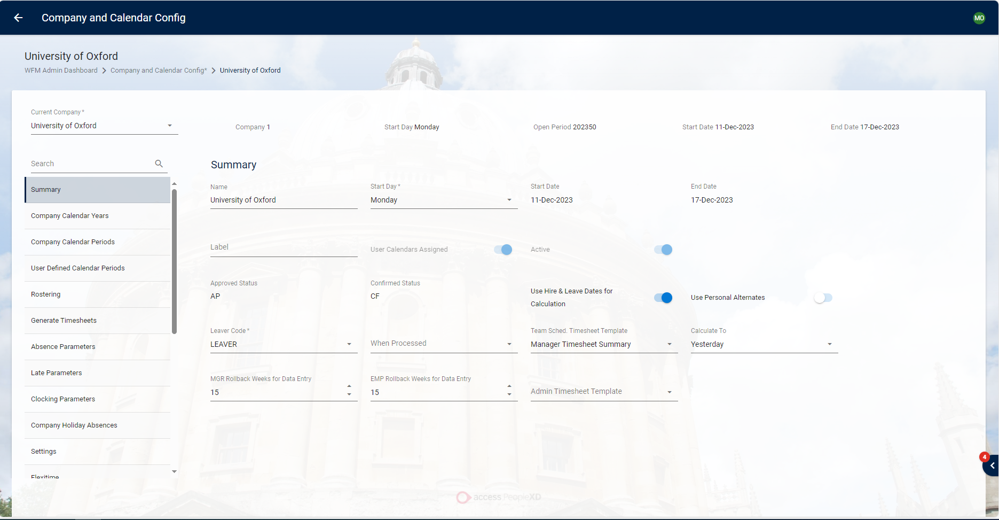 Company and Calendar Config
MO
University of Oxford
WFM Admin Dashboard > Company and Calendar Config* > University of Oxford
Current Company *
University of Oxford
Company 1
Start Day Monday
Open Period 202350
Start Date 11-Dec-2023
End Date 17-Dec-2023
Search
Summary
Company Calendar Years
Company Calendar Periods
User Defined Calendar Periods
Rostering
Generate Timesheets
Absence Parameters
Late Parameters
Clocking Parameters
Company Holiday Absences
Settings
Flexitime
Summary
Name
University of Oxford
Start Day *
Monday
Start Date
11-Dec-2023
End Date
17-Dec-2023
Label
User Calendars Assigned
Active
Approved Status
AP
Confirmed Status
CF
Use Hire & Leave Dates for
Calculation
Use Personal Alternates
Leaver Code *
LEAVER
When Processed
Team Sched. Timesheet Template
Manager Timesheet Summary
Calculate To
Yesterday
MGR Rollback Weeks for Data Entry
15
EMP Rollback Weeks for Data Entry
15
Admin Timesheet Template
4
access PeopleXD